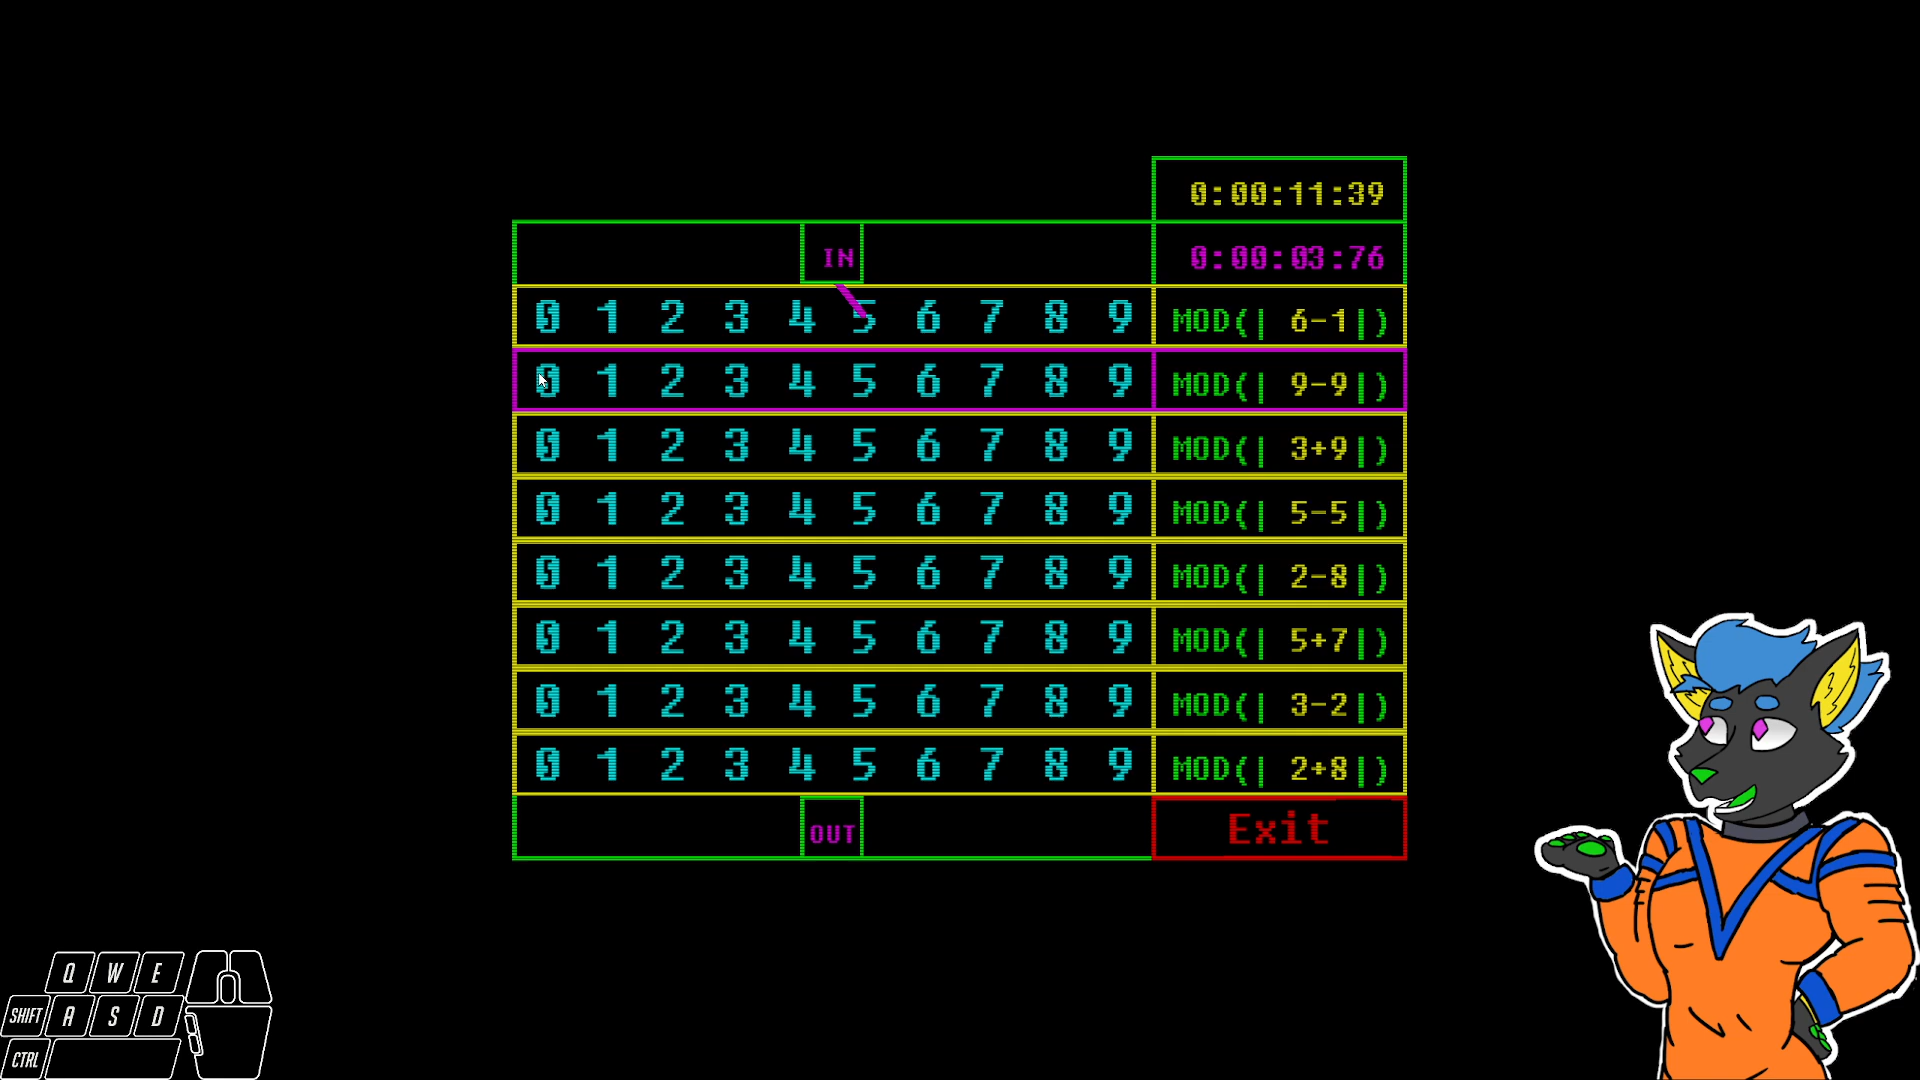 0:00:11:39
IN 0:00:03:76
0 1 2 3 4 5 6 7 8 9 MOD(| 6-1|)
0 1 2 3 4 5 6 7 8 9 MOD(| 9-9|)
0 1 2 3 4 5 6 7 8 9 MOD(| 3+9|)
0 1 2 3 4 5 6 7 8 9 MOD(| 5-5|)
0 1 2 3 4 5 6 7 8 9 MOD(| 2-8|)
0 1 2 3 4 5 6 7 8 9 MOD(| 5+7|)
0 1 2 3 4 5 6 7 8 9 MOD(| 3-2|)
0 1 2 3 4 5 6 7 8 9 MOD(| 2+8|)
OUT Exit
Q W E
SHIFT A S D
CTRL